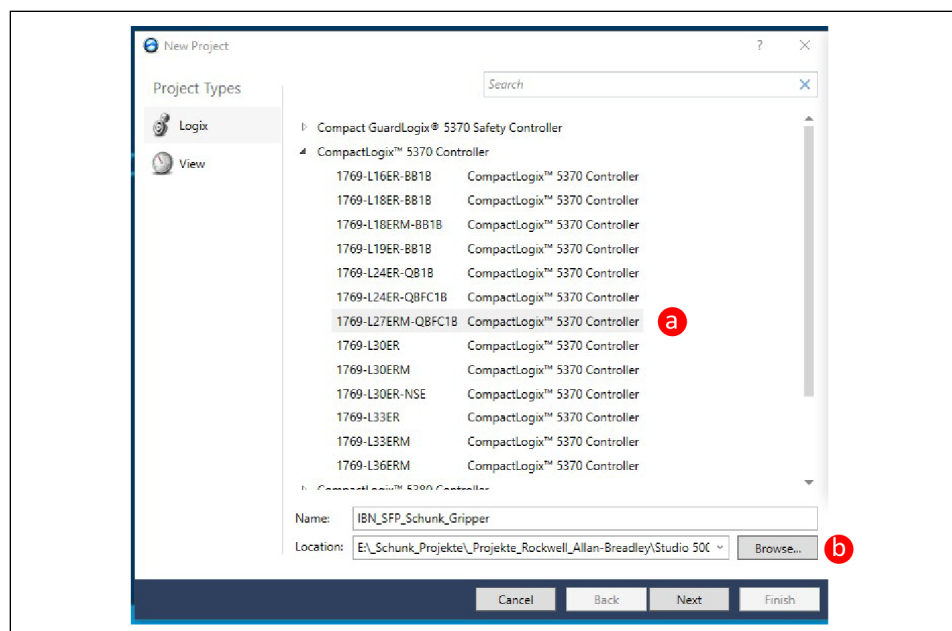 New Project
?
Project Types
Search
Logix
View
Compact GuardLogix® 5370 Safety Controller
CompactLogix™ 5370 Controller
1769-L16ER-BB1B CompactLogix™ 5370 Controller
1769-L18ER-BB1B CompactLogix™ 5370 Controller
1769-L18ERM-BB1B CompactLogix™ 5370 Controller
1769-L19ER-BB1B CompactLogix™ 5370 Controller
1769-L24ER-QB1B CompactLogix™ 5370 Controller
1769-L24ER-QBFC1B CompactLogix™ 5370 Controller
1769-L27ERM-QBFC1B CompactLogix™ 5370 Controller a
1769-L30ER CompactLogix™ 5370 Controller
1769-L30ERM CompactLogix™ 5370 Controller
1769-L30ER-NSE CompactLogix™ 5370 Controller
1769-L33ER CompactLogix™ 5370 Controller
1769-L33ERM CompactLogix™ 5370 Controller
1769-L36ERM CompactLogix™ 5370 Controller
CompactLogix™ 5380 Controller
Name: IBN_SFP_Schunk_Gripper
Location: E:\_Schunk_Projekte\_Projekte_Rockwell_Allan-Breadley\Studio 500 Browse... b
Cancel Back Next Finish